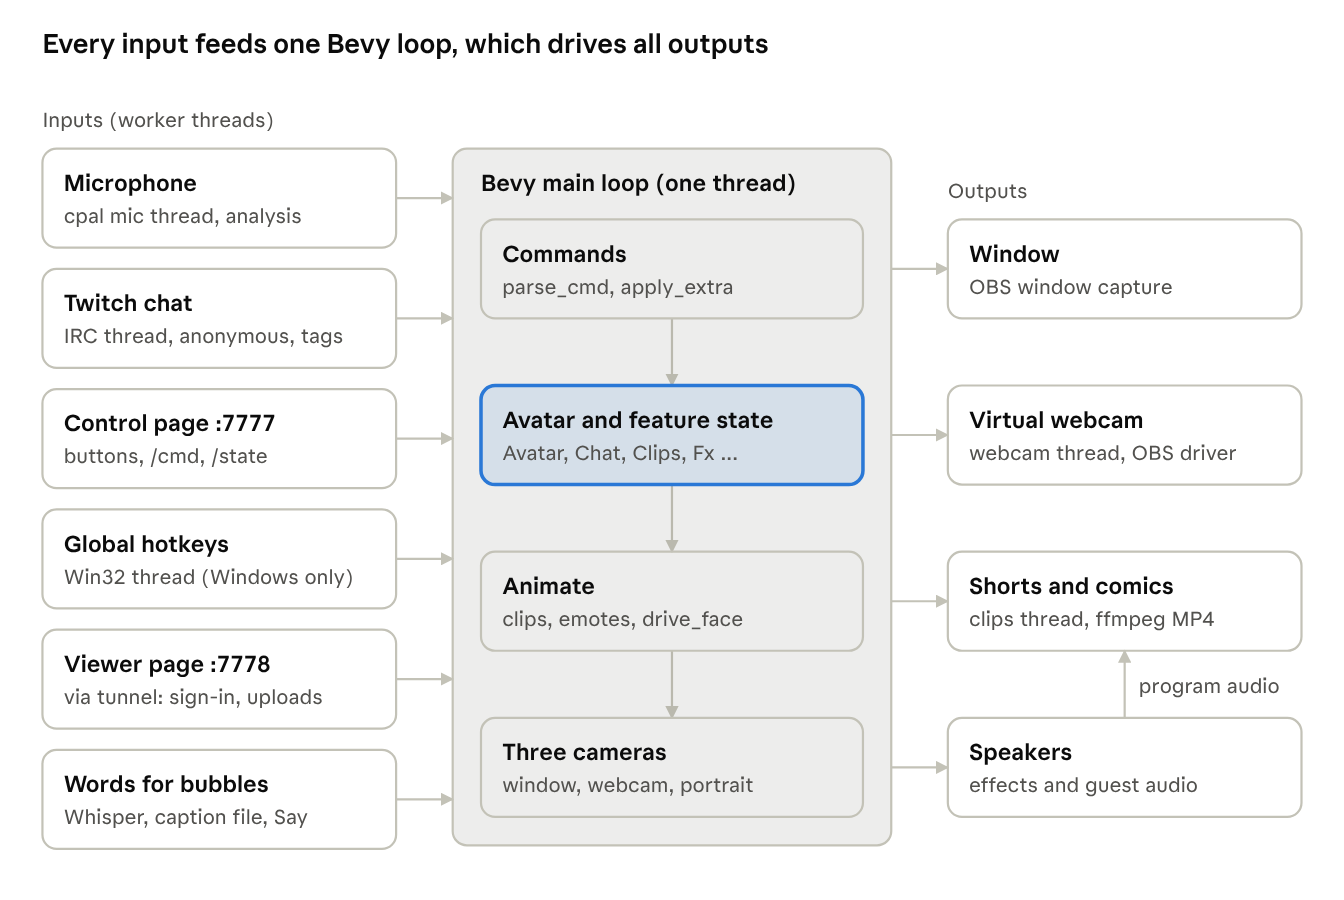 Every input feeds one Bevy loop, which drives all outputs
Inputs (worker threads)
Microphone
cpal mic thread, analysis
Twitch chat
IRC thread, anonymous, tags
Control page :7777
buttons, /cmd, /state
Global hotkeys
Win32 thread (Windows only)
Viewer page :7778
via tunnel: sign-in, uploads
Words for bubbles
Whisper, caption file, Say
Bevy main loop (one thread)
Commands
parse_cmd, apply_extra
Avatar and feature state
Avatar, Chat, Clips, Fx ...
Animate
clips, emotes, drive_face
Three cameras
window, webcam, portrait
Outputs
Window
OBS window capture
Virtual webcam
webcam thread, OBS driver
Shorts and comics
clips thread, ffmpeg MP4
program audio
Speakers
effects and guest audio